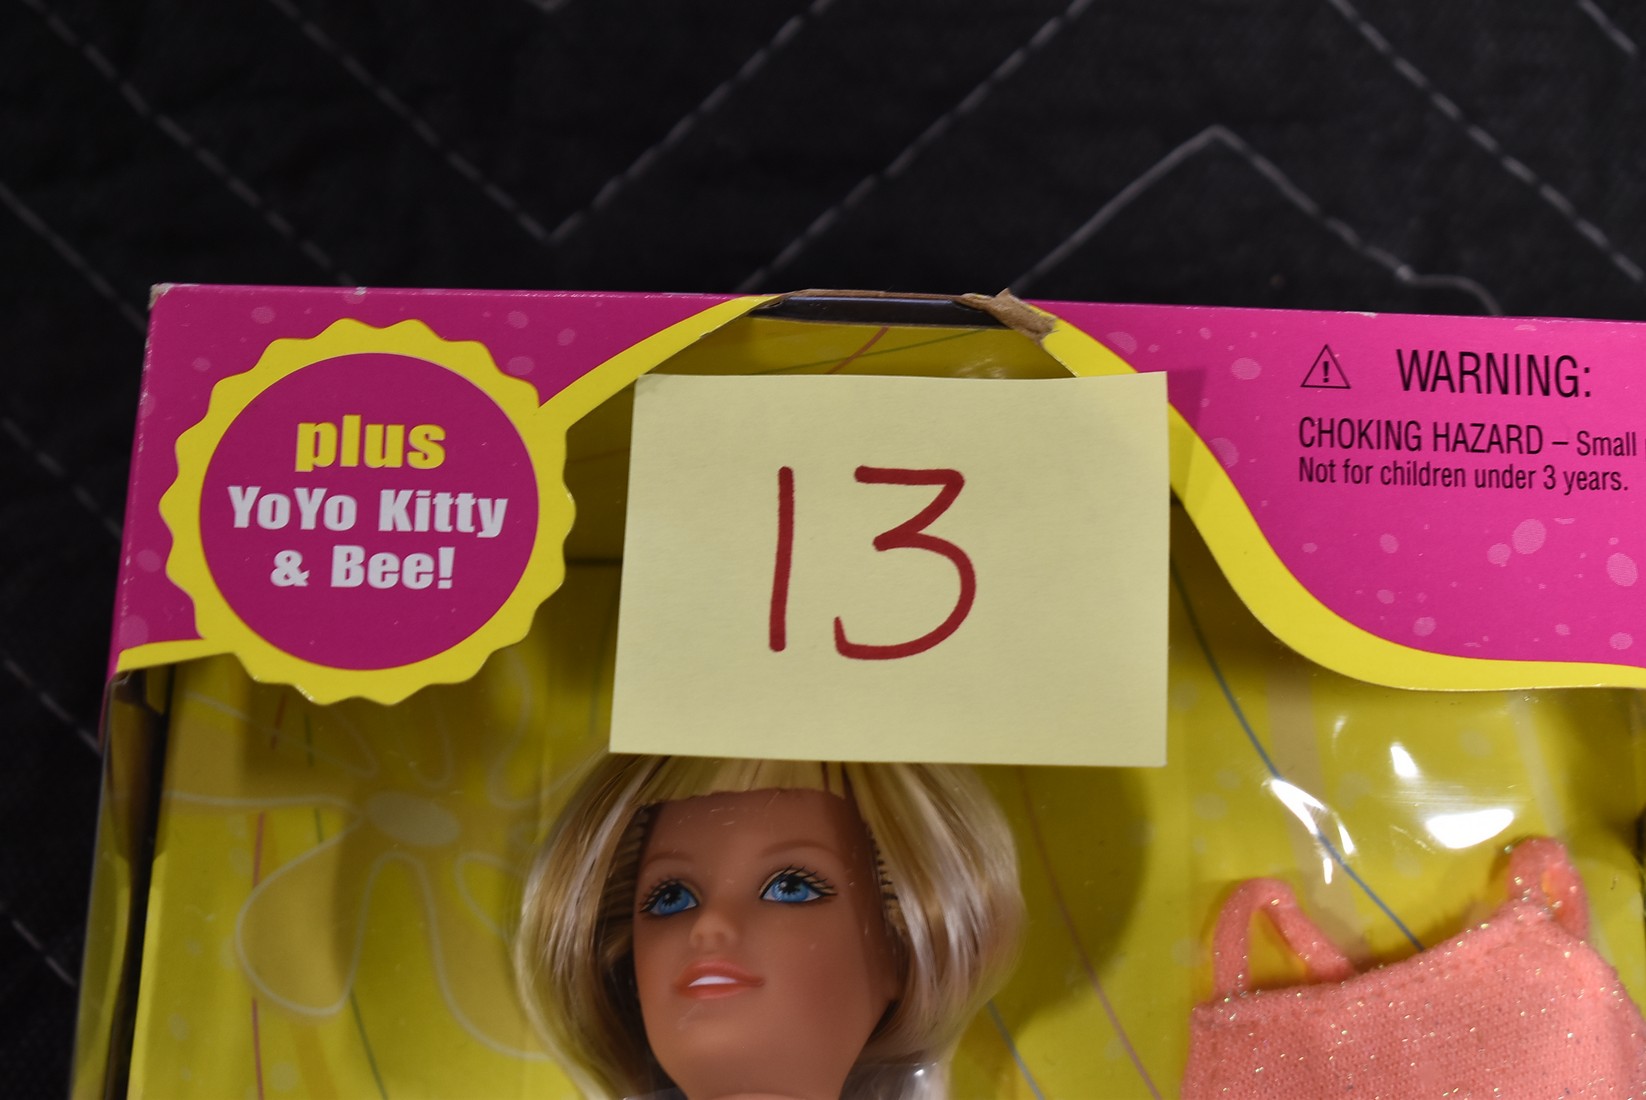 plus
YoYo Kitty
& Bee!
13
WARNING:
CHOKING HAZARD – Small
Not for children under 3 years.